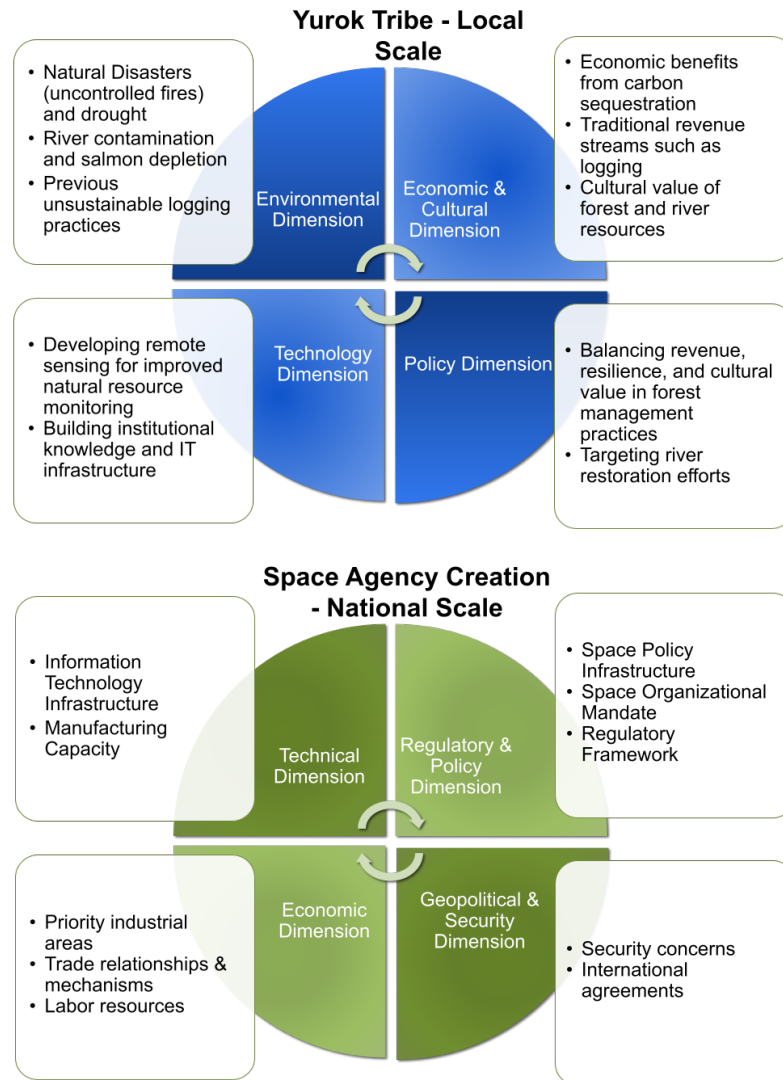 Yurok Tribe - Local
Scale
• Natural Disasters
(uncontrolled fires) and
drought
• River contamination
and salmon depletion
• Previous
unsustainable logging
practices
Environmental
Dimension
Economic &
Cultural
Dimension
• Economic benefits
from carbon
sequestration
• Traditional revenue
streams such as
logging
• Cultural value of
forest and river
resources
• Developing remote
sensing for improved
natural resource
monitoring
• Building institutional
knowledge and IT
infrastructure
Technology
Dimension
Policy Dimension
• Balancing revenue,
resilience, and cultural
value in forest
management
practices
• Targeting river
restoration efforts
Space Agency Creation
- National Scale
• Information
Technology
Infrastructure
• Manufacturing
Capacity
Technical
Dimension
Regulatory &
Policy
Dimension
• Space Policy
Infrastructure
• Space Organizational
Mandate
• Regulatory
Framework
• Priority industrial
areas
• Trade relationships &
mechanisms
• Labor resources
Economic
Dimension
Geopolitical &
Security
Dimension
• Security concerns
• International
agreements